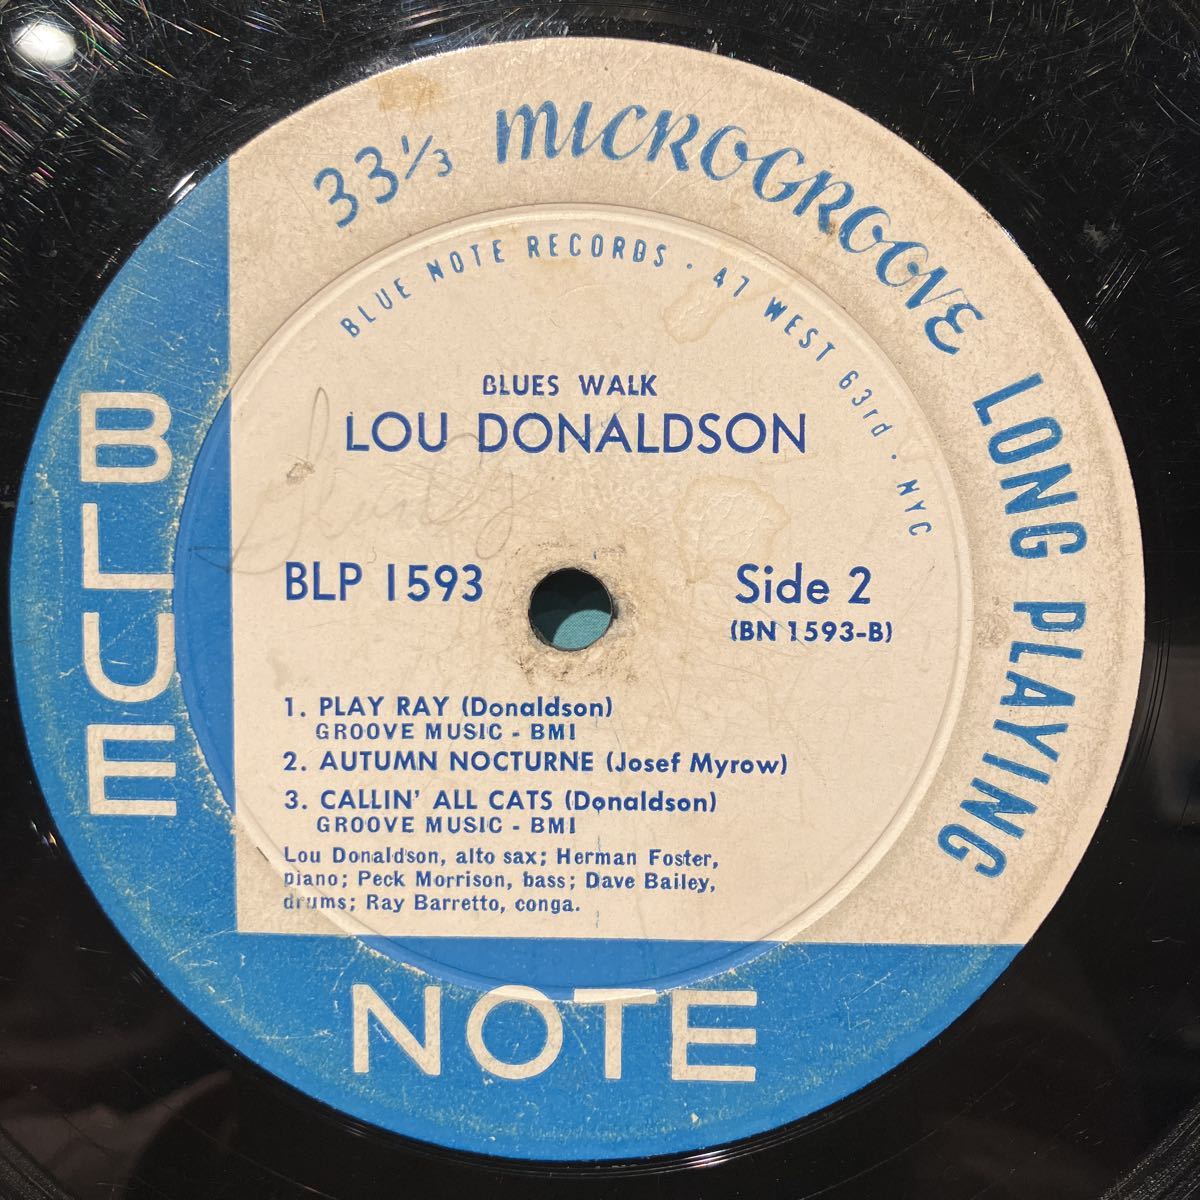 33 1/3 MICROGROOVE LONG PLAYING
BLUE NOTE RECORDS · 47 WEST 63rd · NYC
BLUES WALK
LOU DONALDSON
BLP 1593
Side 2
(BN 1593-B)
1. PLAY RAY (Donaldson)
GROOVE MUSIC - BMI
2. AUTUMN NOCTURNE (Josef Myrow)
3. CALLIN' ALL CATS (Donaldson)
GROOVE MUSIC - BMI
Lou Donaldson, alto sax; Herman Foster,
piano; Peck Morrison, bass; Dave Bailey,
drums; Ray Barretto, conga.
BLUE
NOTE